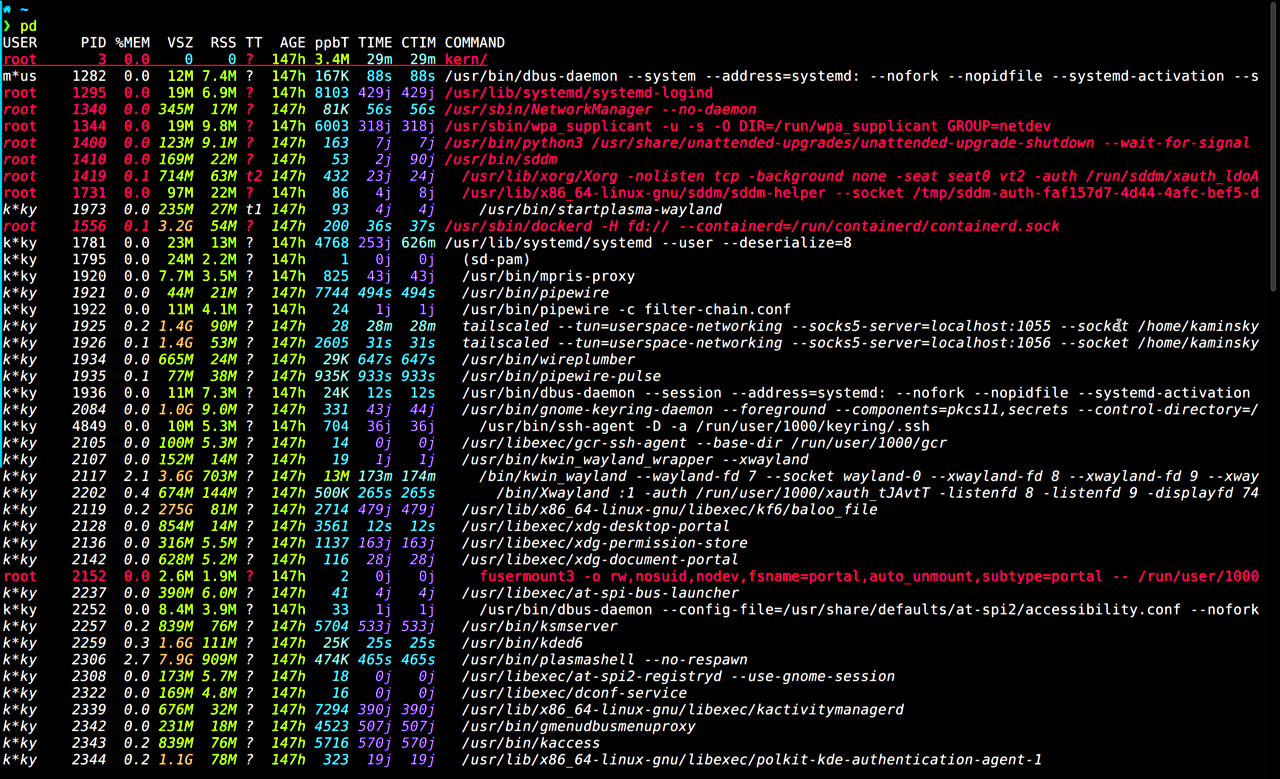 ~
❯ pd
USER     PID %MEM  VSZ  RSS TT  AGE ppbT TIME CTIM COMMAND
root       3  0.0    0    0 ?  147h 3.4M  29m  29m kern/
m*us    1282  0.0  12M 7.4M ?  147h 167K  88s  88s /usr/bin/dbus-daemon --system --address=systemd: --nofork --nopidfile --systemd-activation --s
root    1295  0.0  19M 6.9M ?  147h 8103 429j 429j /usr/lib/systemd/systemd-logind
root    1340  0.0 345M  17M ?  147h  81K  56s  56s /usr/sbin/NetworkManager --no-daemon
root    1344  0.0  19M 9.8M ?  147h 6003 318j 318j /usr/sbin/wpa_supplicant -u -s -O DIR=/run/wpa_supplicant GROUP=netdev
root    1400  0.0 123M 9.1M ?  147h  163   7j   7j /usr/bin/python3 /usr/share/unattended-upgrades/unattended-upgrade-shutdown --wait-for-signal
root    1410  0.0 169M  22M ?  147h   53   2j  90j /usr/bin/sddm
root    1419  0.1 714M  63M t2 147h  432  23j  24j   /usr/lib/xorg/Xorg -nolisten tcp -background none -seat seat0 vt2 -auth /run/sddm/xauth_ldoA
root    1731  0.0  97M  22M ?  147h   86   4j   8j   /usr/lib/x86_64-linux-gnu/sddm/sddm-helper --socket /tmp/sddm-auth-faf157d7-4d44-4afc-bef5-d
k*ky    1973  0.0 235M  27M t1 147h   93   4j   4j     /usr/bin/startplasma-wayland
root    1556  0.1 3.2G  54M ?  147h  200  36s  37s /usr/sbin/dockerd -H fd:// --containerd=/run/containerd/containerd.sock
k*ky    1781  0.0  23M  13M ?  147h 4768 253j 626m /usr/lib/systemd/systemd --user --deserialize=8
k*ky    1795  0.0  24M 2.2M ?  147h    1   0j   0j   (sd-pam)
k*ky    1920  0.0 7.7M 3.5M ?  147h  825  43j  43j   /usr/bin/mpris-proxy
k*ky    1921  0.0  44M  21M ?  147h 7744 494s 494s   /usr/bin/pipewire
k*ky    1922  0.0  11M 4.1M ?  147h   24   1j   1j   /usr/bin/pipewire -c filter-chain.conf
k*ky    1925  0.2 1.4G  90M ?  147h   28  28m  28m   tailscaled --tun=userspace-networking --socks5-server=localhost:1055 --socket /home/kaminsky
k*ky    1926  0.1 1.4G  53M ?  147h 2605  31s  31s   tailscaled --tun=userspace-networking --socks5-server=localhost:1056 --socket /home/kaminsky
k*ky    1934  0.0 665M  24M ?  147h  29K 647s 647s   /usr/bin/wireplumber
k*ky    1935  0.1  77M  38M ?  147h 935K 933s 933s   /usr/bin/pipewire-pulse
k*ky    1936  0.0  11M 7.3M ?  147h  24K  12s  12s   /usr/bin/dbus-daemon --session --address=systemd: --nofork --nopidfile --systemd-activation
k*ky    2084  0.0 1.0G 9.0M ?  147h  331  43j  44j   /usr/bin/gnome-keyring-daemon --foreground --components=pkcs11,secrets --control-directory=/
k*ky    4849  0.0  10M 5.3M ?  147h  704  36j  36j     /usr/bin/ssh-agent -D -a /run/user/1000/keyring/.ssh
k*ky    2105  0.0 100M 5.3M ?  147h   14   0j   0j   /usr/libexec/gcr-ssh-agent --base-dir /run/user/1000/gcr
k*ky    2107  0.0 152M  14M ?  147h   19   1j   1j   /usr/bin/kwin_wayland_wrapper --xwayland
k*ky    2117  2.1 3.6G 703M ?  147h  13M 173m 174m     /bin/kwin_wayland --wayland-fd 7 --socket wayland-0 --xwayland-fd 8 --xwayland-fd 9 --xway
k*ky    2202  0.4 674M 144M ?  147h 500K 265s 265s       /bin/Xwayland :1 -auth /run/user/1000/xauth_tJAvtT -listenfd 8 -listenfd 9 -displayfd 74
k*ky    2119  0.2 275G  81M ?  147h 2714 479j 479j   /usr/lib/x86_64-linux-gnu/libexec/kf6/baloo_file
k*ky    2128  0.0 854M  14M ?  147h 3561  12s  12s   /usr/libexec/xdg-desktop-portal
k*ky    2136  0.0 316M 5.5M ?  147h 1137 163j 163j   /usr/libexec/xdg-permission-store
k*ky    2142  0.0 628M 5.2M ?  147h  116  28j  28j   /usr/libexec/xdg-document-portal
root    2152  0.0 2.6M 1.9M ?  147h    2   0j   0j     fusermount3 -o rw,nosuid,nodev,fsname=portal,auto_unmount,subtype=portal -- /run/user/1000
k*ky    2237  0.0 390M 6.0M ?  147h   41   4j   4j   /usr/libexec/at-spi-bus-launcher
k*ky    2252  0.0 8.4M 3.9M ?  147h   33   1j   1j     /usr/bin/dbus-daemon --config-file=/usr/share/defaults/at-spi2/accessibility.conf --nofork
k*ky    2257  0.2 839M  76M ?  147h 5704 533j 533j   /usr/bin/ksmserver
k*ky    2259  0.3 1.6G 111M ?  147h  25K  25s  25s   /usr/bin/kded6
k*ky    2306  2.7 7.9G 909M ?  147h 474K 465s 465s   /usr/bin/plasmashell --no-respawn
k*ky    2308  0.0 173M 5.7M ?  147h   18   0j   0j   /usr/libexec/at-spi2-registryd --use-gnome-session
k*ky    2322  0.0 169M 4.8M ?  147h   16   0j   0j   /usr/libexec/dconf-service
k*ky    2339  0.0 676M  32M ?  147h 7294 390j 390j   /usr/lib/x86_64-linux-gnu/libexec/kactivitymanagerd
k*ky    2342  0.0 231M  18M ?  147h 4523 507j 507j   /usr/bin/gmenudbusmenuproxy
k*ky    2343  0.2 839M  76M ?  147h 5716 570j 570j   /usr/bin/kaccess
k*ky    2344  0.2 1.1G  78M ?  147h  323  19j  19j   /usr/lib/x86_64-linux-gnu/libexec/polkit-kde-authentication-agent-1